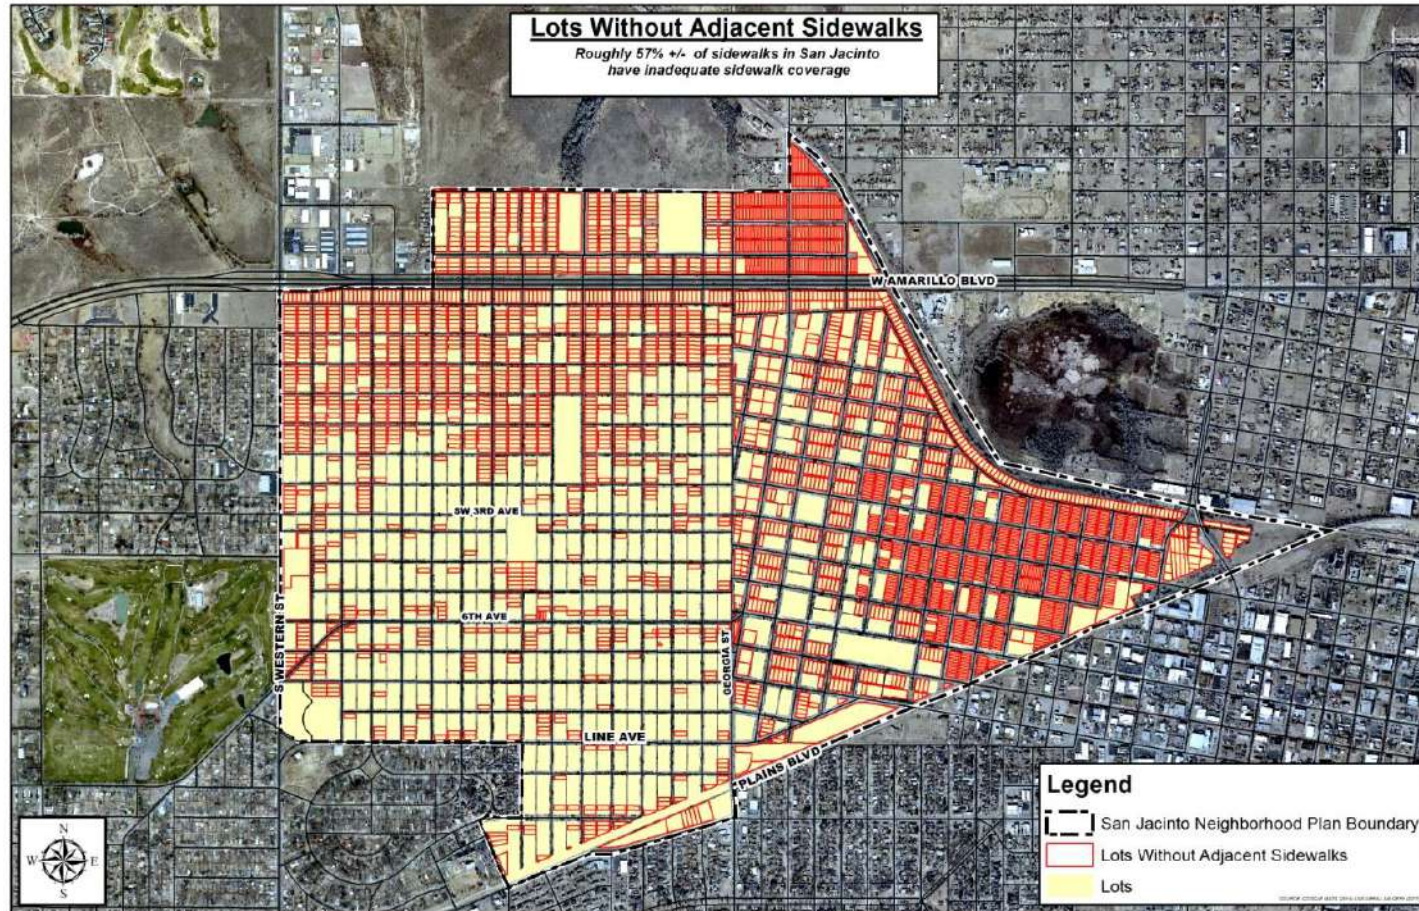 Lots Without Adjacent Sidewalks
Roughly 57% +/- of sidewalks in San Jacinto
have inadequate sidewalk coverage
W AMARILLO BLVD
SW 3RD AVE
6TH AVE
S WESTERN ST
GEORGIA ST
LINE AVE
PLAINS BLVD
N
W E
S
Legend
San Jacinto Neighborhood Plan Boundary
Lots Without Adjacent Sidewalks
Lots